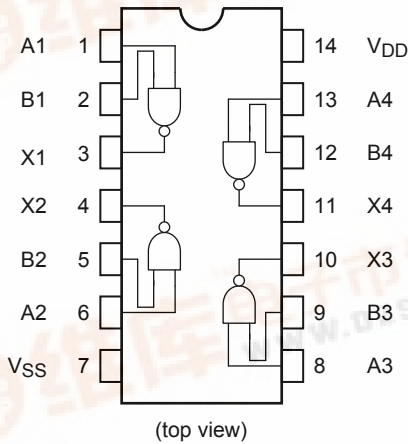 A1 1 14 VDD
B1 2 13 A4
X1 3 12 B4
X2 4 11 X4
B2 5 10 X3
A2 6 9 B3
VSS 7 8 A3
(top view)